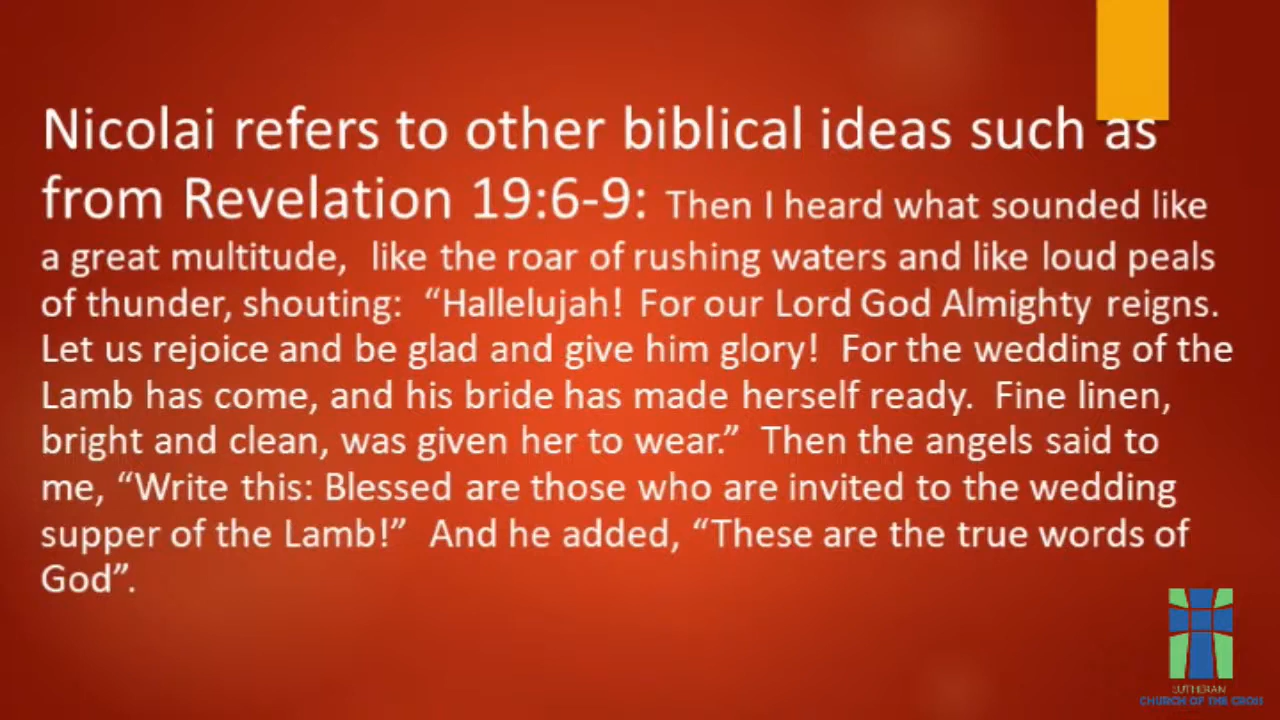 Nicolai refers to other biblical ideas such as
from Revelation 19:6-9: Then I heard what sounded like
a great multitude,  like the roar of rushing waters and like loud peals
of thunder, shouting:  “Hallelujah!  For our Lord God Almighty reigns.
Let us rejoice and be glad and give him glory!  For the wedding of the
Lamb has come, and his bride has made herself ready.  Fine linen,
bright and clean, was given her to wear.”  Then the angels said to
me, “Write this: Blessed are those who are invited to the wedding
supper of the Lamb!”  And he added, “These are the true words of
God”.
LUTHERAN
CHURCH OF THE CROSS